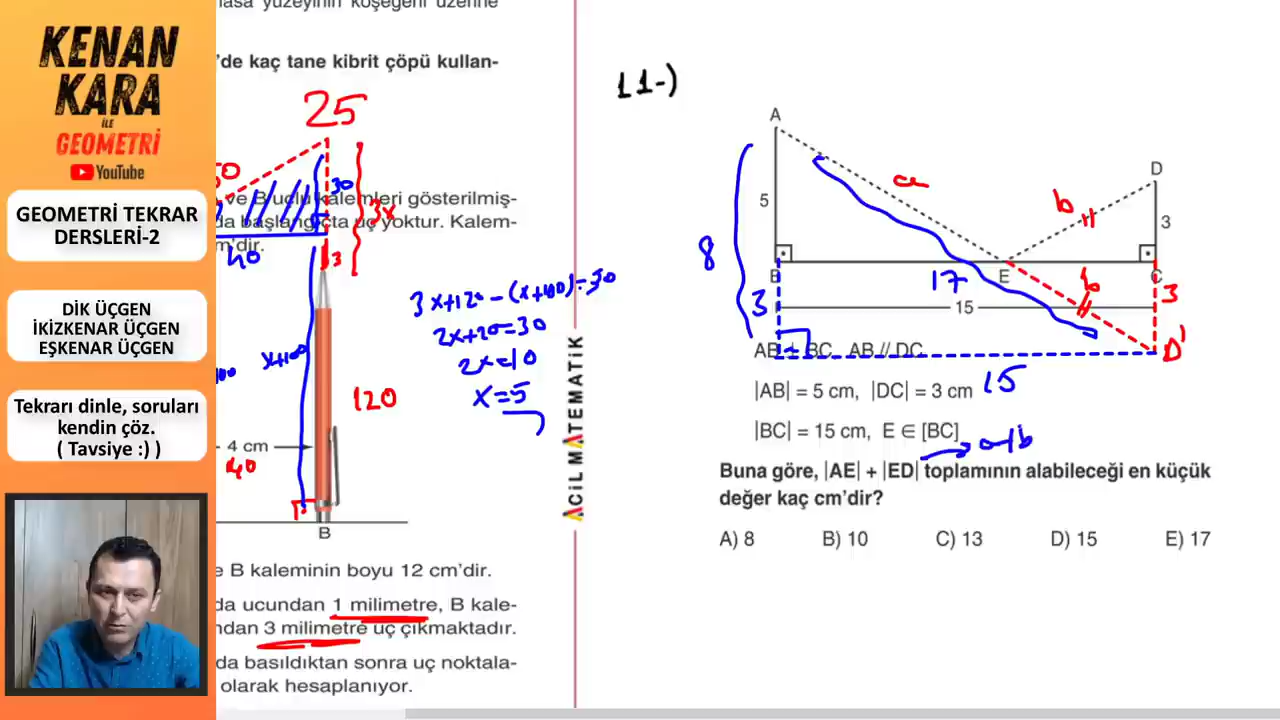 KENAN
KARA
İLE
GEOMETRİ
YouTube
GEOMETRİ TEKRAR
DERSLERİ-2
DİK ÜÇGEN
İKİZKENAR ÜÇGEN
EŞKENAR ÜÇGEN
Tekrarı dinle, soruları
kendin çöz.
( Tavsiye :) )
yüzeyinin köşegeni üzerine
'de kaç tane kibrit çöpü kullan-
25
30
3x
ve B uçlu kalemleri gösterilmiş-
da başlangıçta uç yoktur. Kalem-
m'dir.
40
3
x+100
120
4 cm
40
B
3x+120-(x+100)=30
2x+20=30
2x=10
x=5
e B kaleminin boyu 12 cm'dir.
da ucundan 1 milimetre, B kale-
ndan 3 milimetre uç çıkmaktadır.
da basıldıktan sonra uç noktala-
olarak hesaplanıyor.
ACİL MATEMATİK
11-)
A
D
5
a
b
3
8
B
E
C
17
b
3
3
15
D'
AB ⊥ BC, AB // DC
15
|AB| = 5 cm, |DC| = 3 cm
|BC| = 15 cm, E ∈ [BC]
a+b
Buna göre, |AE| + |ED| toplamının alabileceği en küçük
değer kaç cm'dir?
A) 8 B) 10 C) 13 D) 15 E) 17